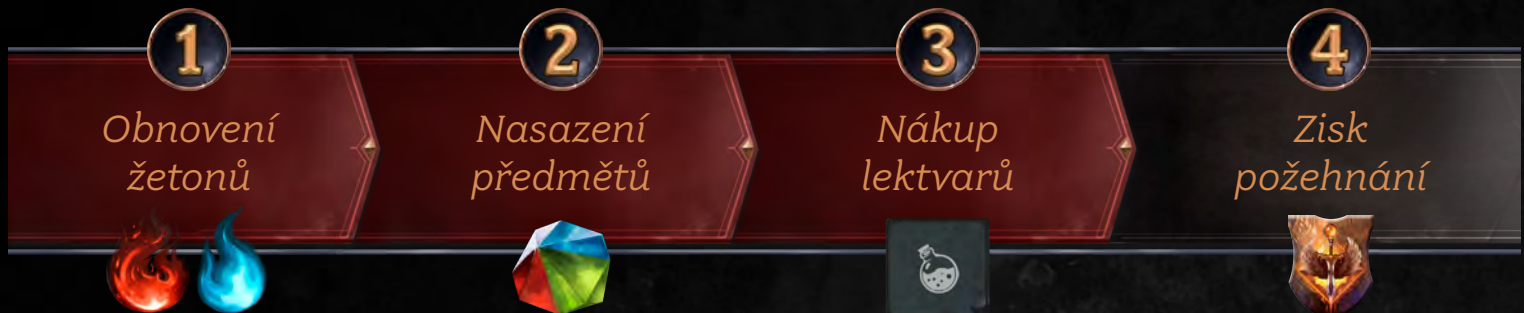 1
Obnovení
žetonů
2
Nasazení
předmětů
3
Nákup
lektvarů
4
Zisk
požehnání